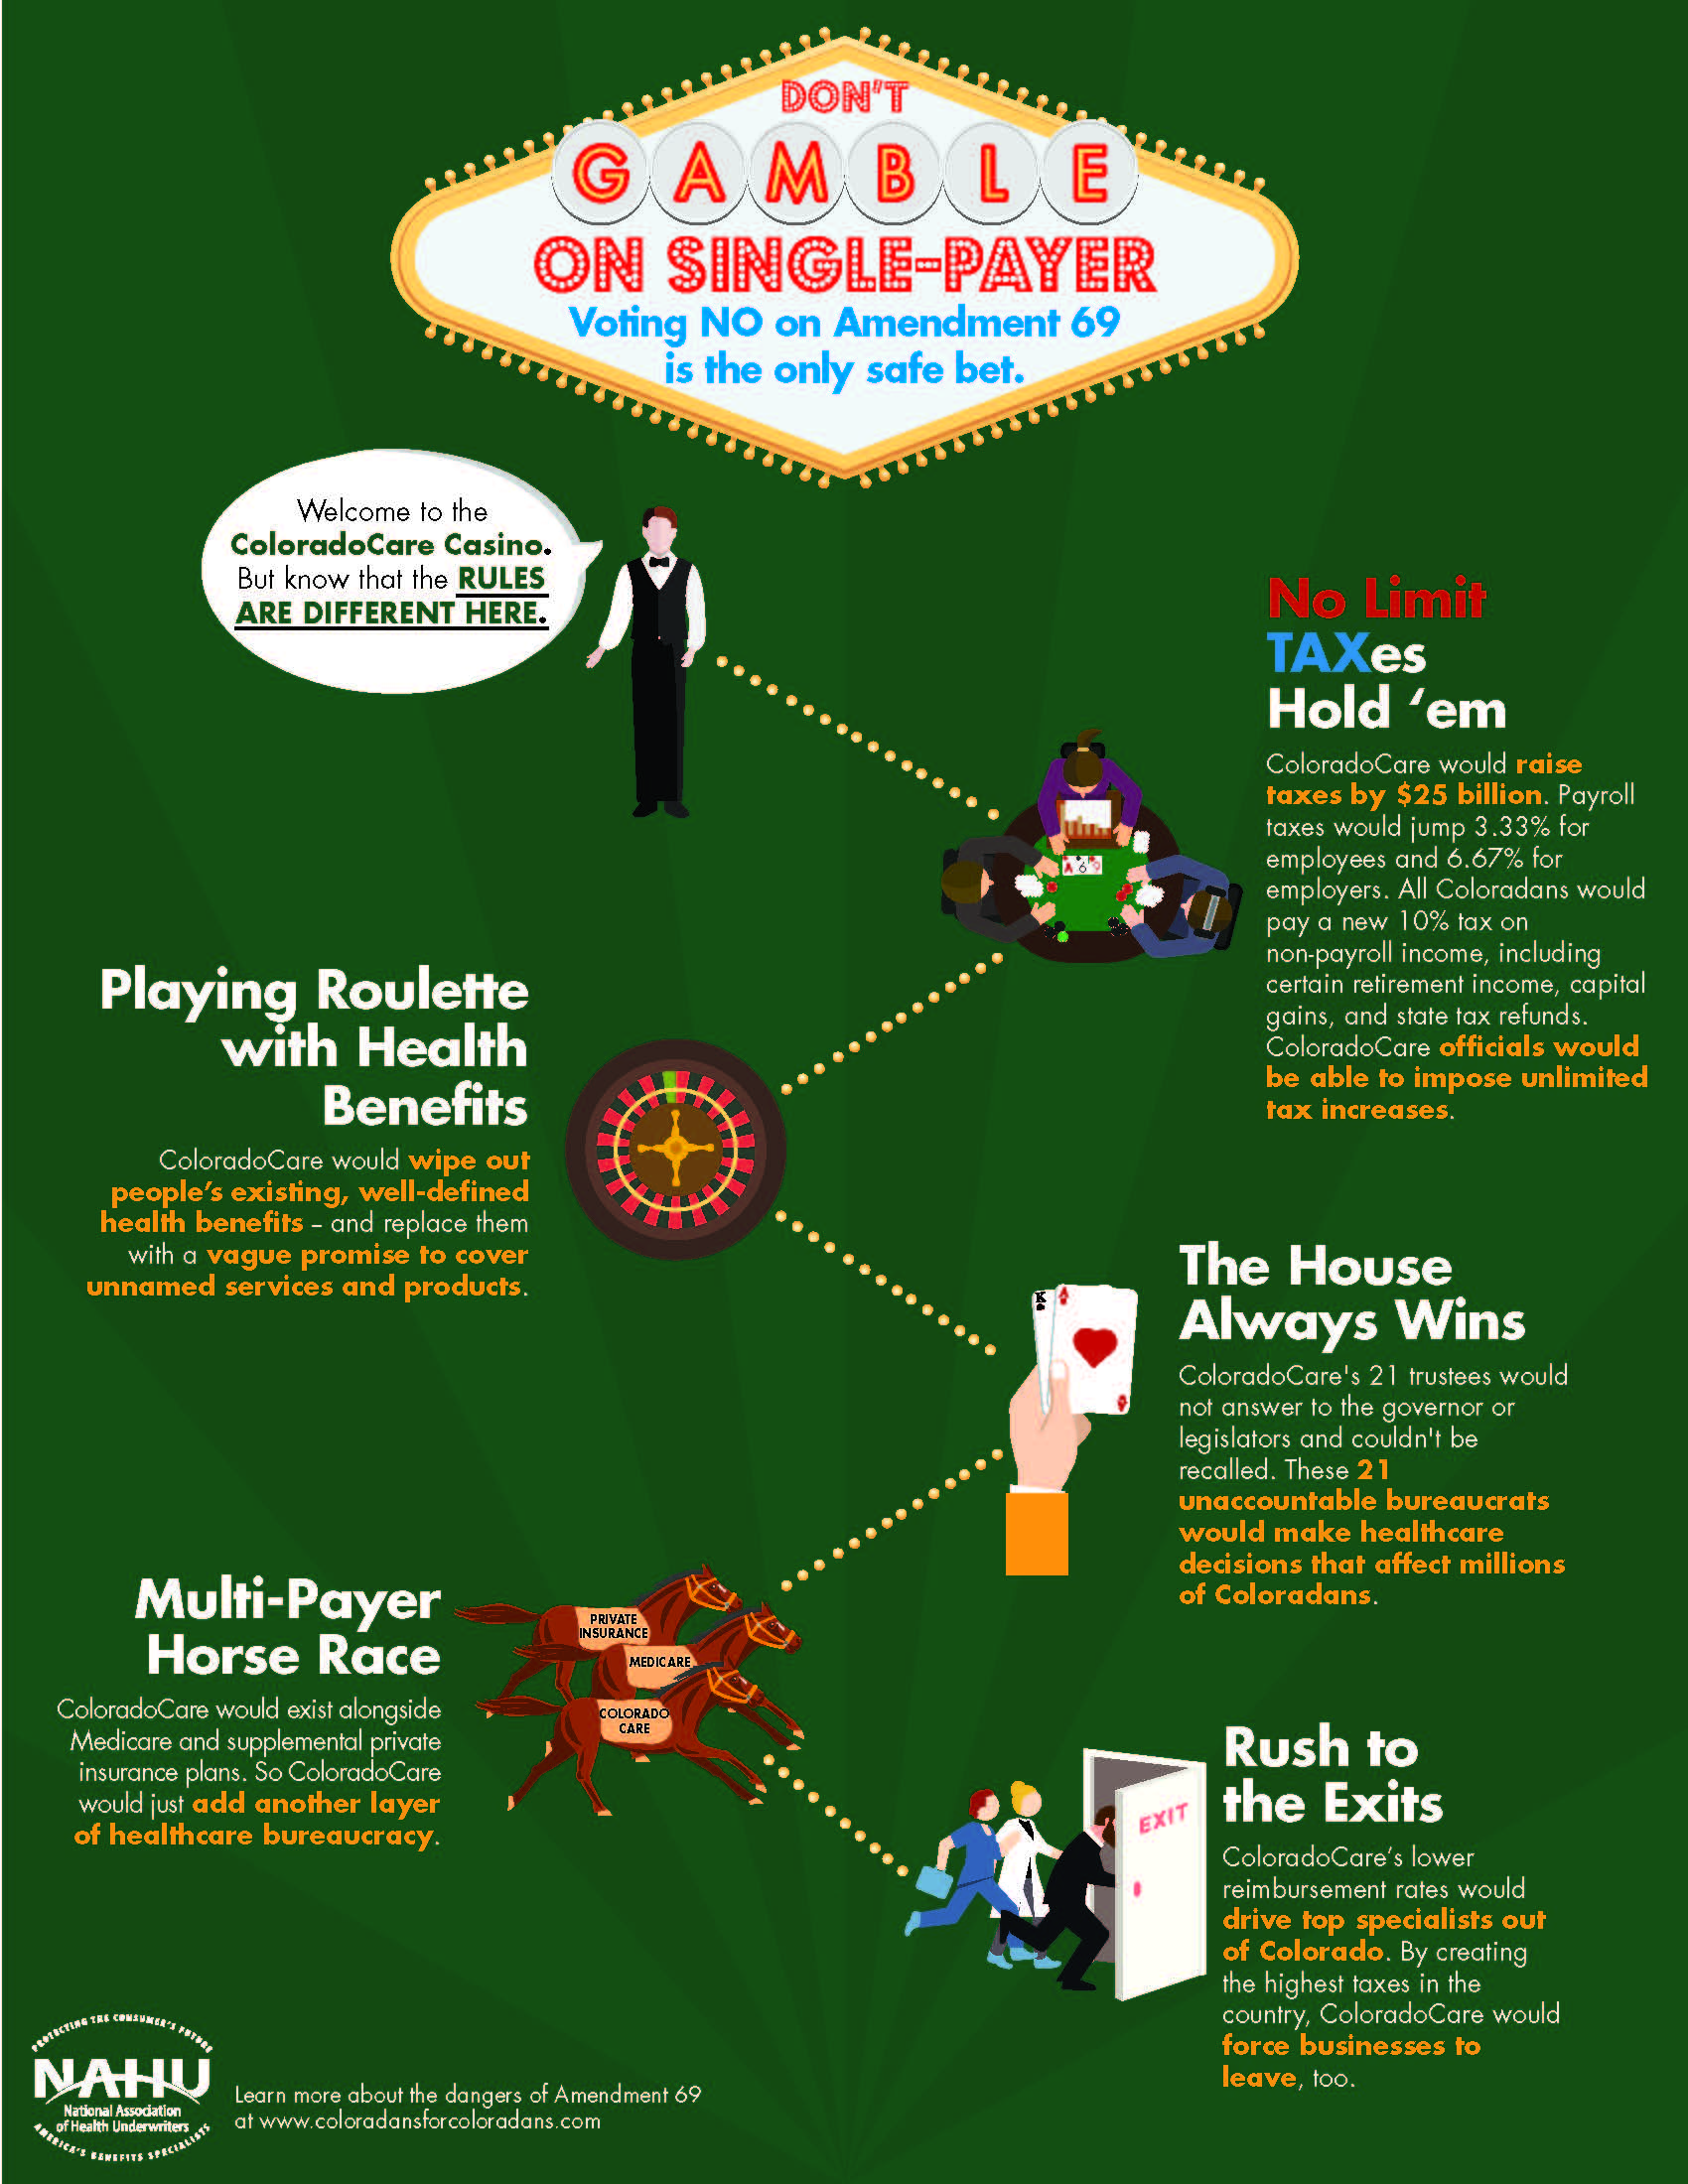 DON'T
GAMBLE
ON SINGLE-PAYER
Voting NO on Amendment 69
is the only safe bet.
Welcome to the
ColoradoCare Casino.
But know that the RULES
ARE DIFFERENT HERE.
No Limit
TAXes
Hold ‘em
ColoradoCare would raise
taxes by $25 billion. Payroll
taxes would jump 3.33% for
employees and 6.67% for
employers. All Coloradans would
pay a new 10% tax on
non-payroll income, including
certain retirement income, capital
gains, and state tax refunds.
ColoradoCare officials would
be able to impose unlimited
tax increases.
A 6 9
Playing Roulette
with Health
Benefits
ColoradoCare would wipe out
people’s existing, well-defined
health benefits – and replace them
with a vague promise to cover
unnamed services and products.
The House
Always Wins
ColoradoCare's 21 trustees would
not answer to the governor or
legislators and couldn't be
recalled. These 21
unaccountable bureaucrats
would make healthcare
decisions that affect millions
of Coloradans.
K A
A
Multi-Payer
Horse Race
ColoradoCare would exist alongside
Medicare and supplemental private
insurance plans. So ColoradoCare
would just add another layer
of healthcare bureaucracy.
PRIVATE
INSURANCE
MEDICARE
COLORADO
CARE
Rush to
the Exits
ColoradoCare’s lower
reimbursement rates would
drive top specialists out
of Colorado. By creating
the highest taxes in the
country, ColoradoCare would
force businesses to
leave, too.
EXIT
PROTECTING THE CONSUMER'S FUTURE
NAHU
National Association
of Health Underwriters
AMERICA'S BENEFITS SPECIALISTS
Learn more about the dangers of Amendment 69
at www.coloradansforcoloradans.com